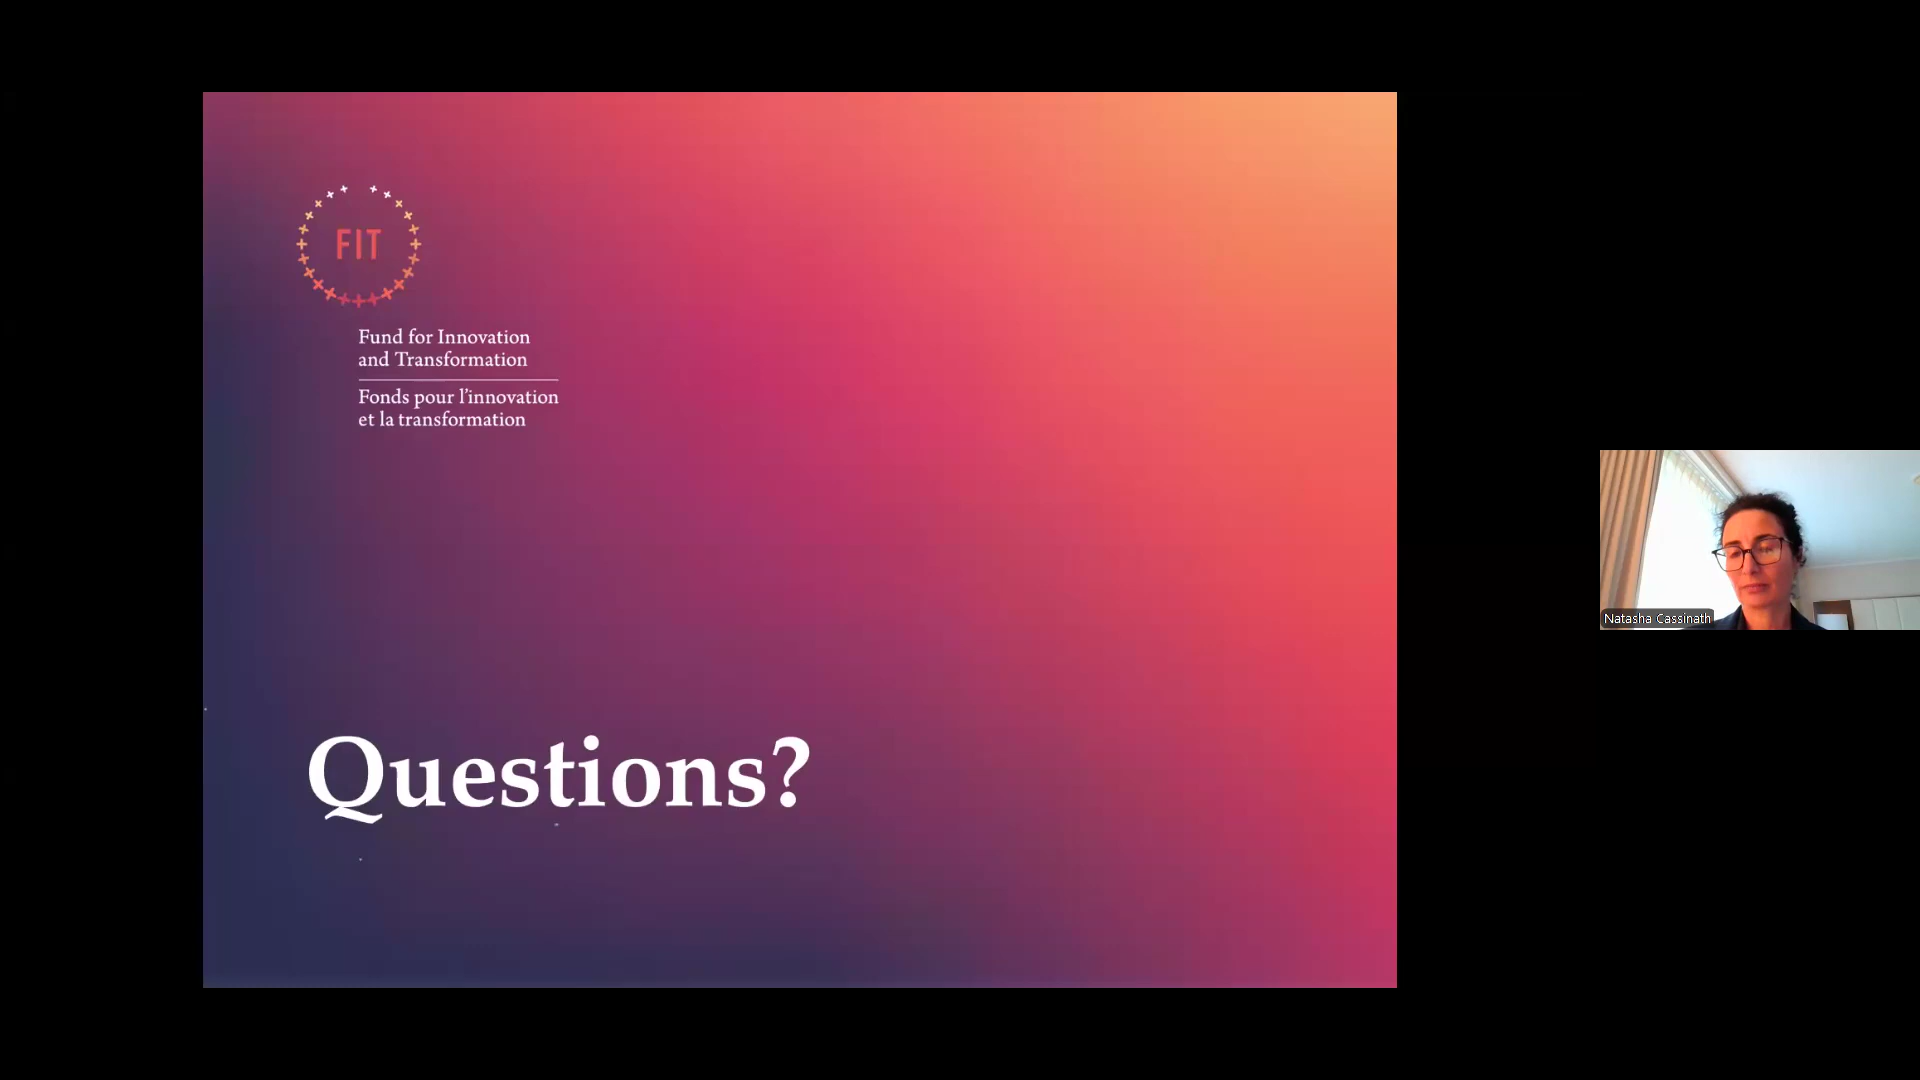 FIT
Fund for Innovation
and Transformation
Fonds pour l'innovation
et la transformation
Questions?
Natasha Cassinath